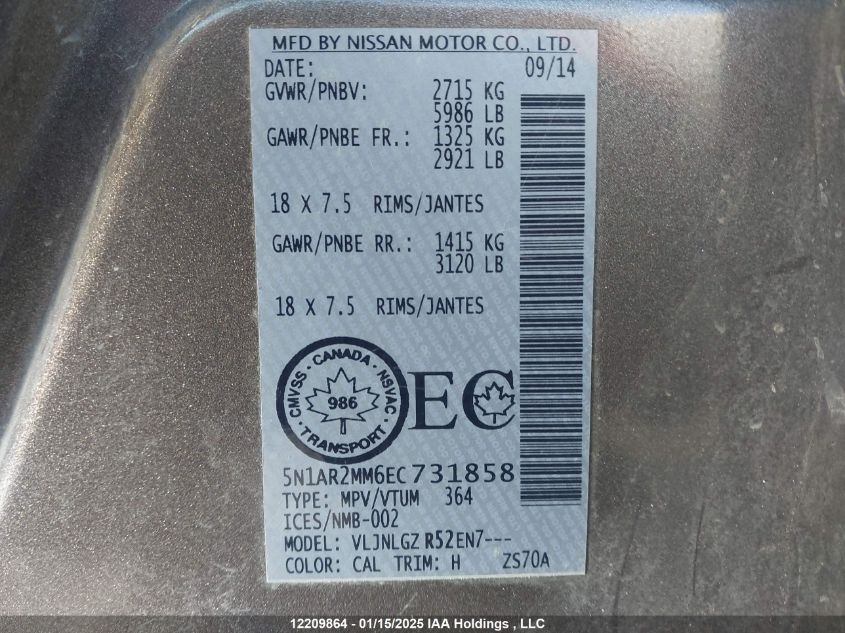 MFD BY NISSAN MOTOR CO., LTD.
DATE: 09/14
GVWR/PNBV: 2715 KG
5986 LB
GAWR/PNBE FR.: 1325 KG
2921 LB
18 X 7.5 RIMS/JANTES
GAWR/PNBE RR.: 1415 KG
3120 LB
18 X 7.5 RIMS/JANTES
CMVSS · CANADA · NSVAC
986
· TRANSPORT ·
EC
5N1AR2MM6EC731858
TYPE: MPV/VTUM 364
ICES/NMB-002
MODEL: VLJNLGZ R52EN7---
COLOR: CAL TRIM: H ZS70A
12209864 - 01/15/2025 IAA Holdings , LLC